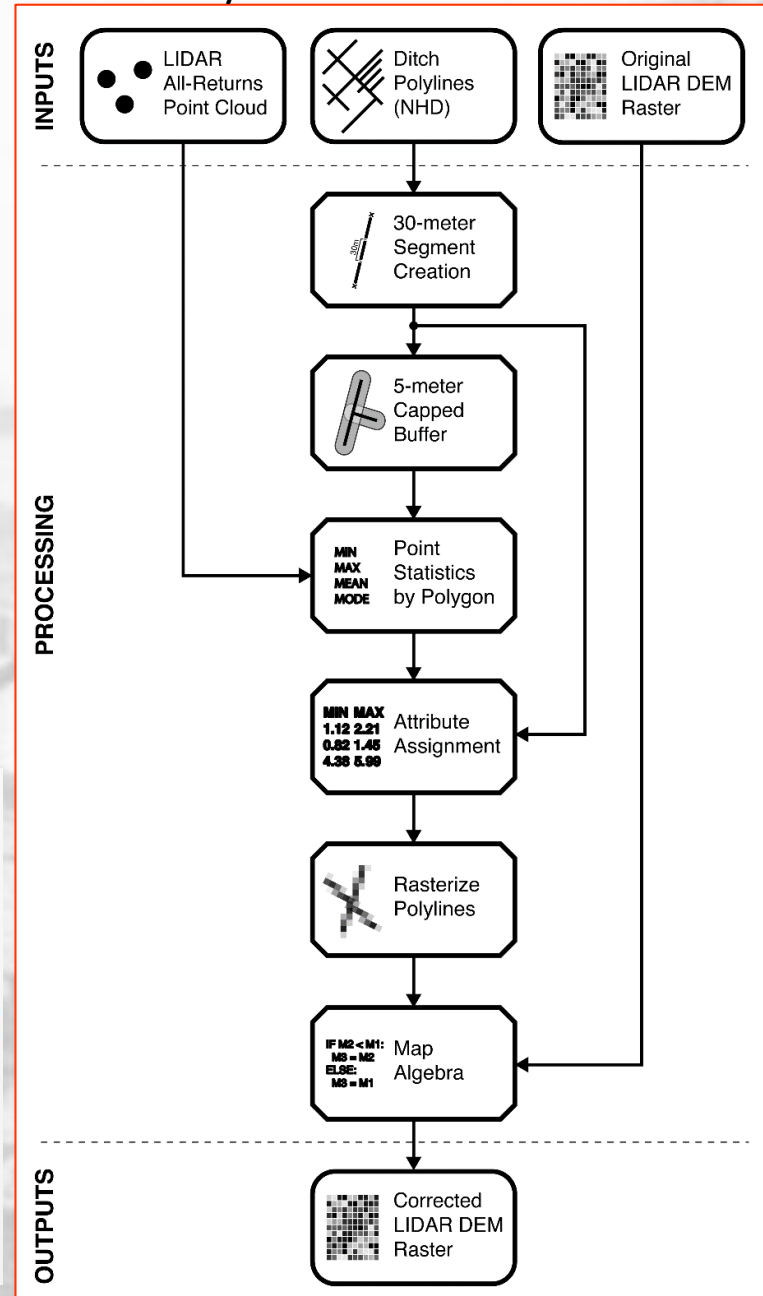 INPUTS
LIDAR
All-Returns
Point Cloud
Ditch
Polylines
(NHD)
Original
LIDAR DEM
Raster
PROCESSING
30m
30-meter
Segment
Creation
5-meter
Capped
Buffer
MIN
MAX
MEAN
MODE
Point
Statistics
by Polygon
MIN MAX
1.12 2.21
0.82 1.45
4.38 5.99
Attribute
Assignment
Rasterize
Polylines
IF M2 < M1:
M3 = M2
ELSE:
M3 = M1
Map
Algebra
OUTPUTS
Corrected
LIDAR DEM
Raster